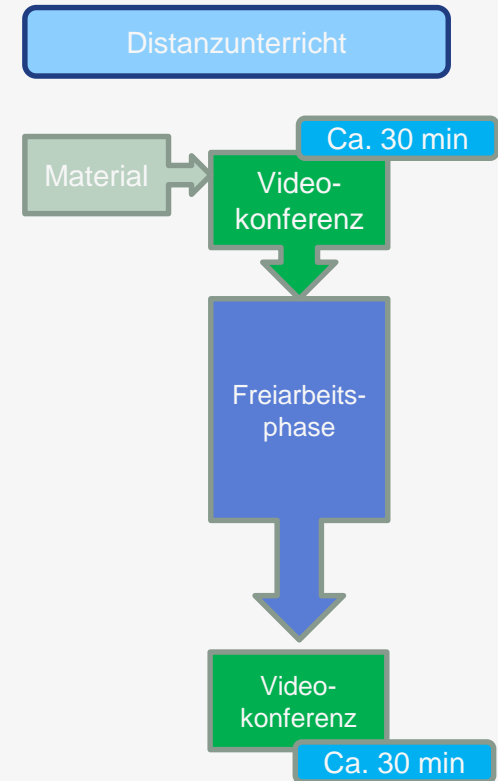 Distanzunterricht
Ca. 30 min
Material
Video-
konferenz
Freiarbeits-
phase
Video-
konferenz
Ca. 30 min